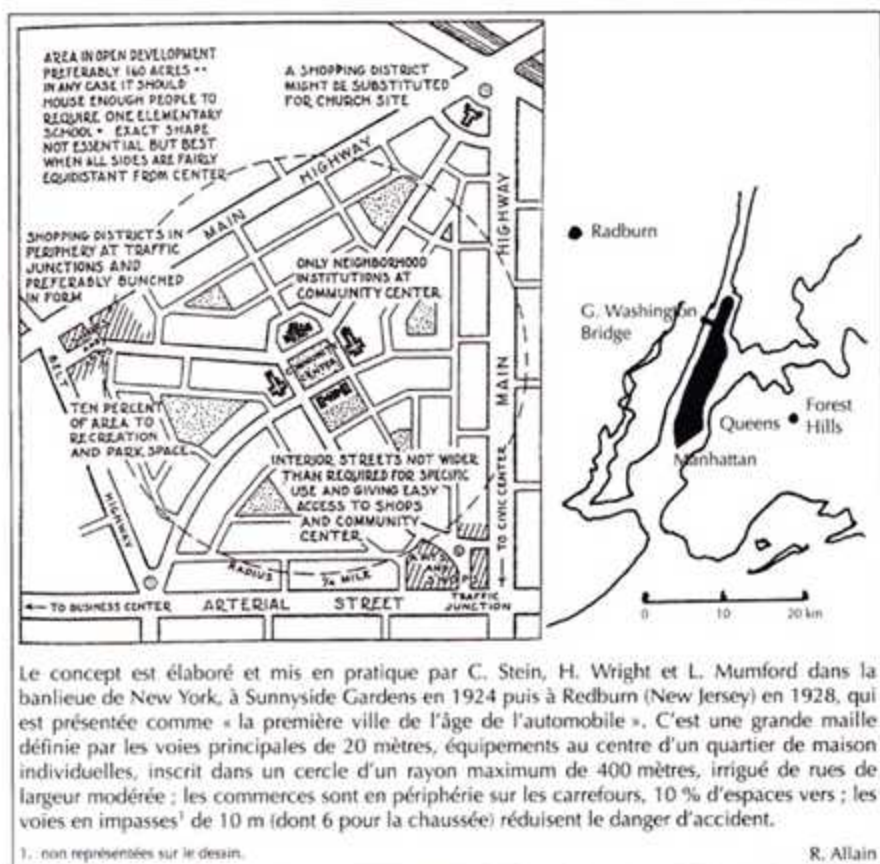 AREA IN OPEN DEVELOPMENT
PREFERABLY 160 ACRES • •
IN ANY CASE IT SHOULD
HOUSE ENOUGH PEOPLE TO
REQUIRE ONE ELEMENTARY
SCHOOL • EXACT SHAPE
NOT ESSENTIAL BUT BEST
WHEN ALL SIDES ARE FAIRLY
EQUIDISTANT FROM CENTER
A SHOPPING DISTRICT
MIGHT BE SUBSTITUTED
FOR CHURCH SITE
MAIN HIGHWAY
HIGHWAY
MAIN
SHOPPING DISTRICTS IN
PERIPHERY AT TRAFFIC
JUNCTIONS AND
PREFERABLY BUNCHED
IN FORM
ONLY NEIGHBORHOOD
INSTITUTIONS AT
COMMUNITY CENTER
COMMUNITY
CENTER
BELT
HIGHWAY
TEN PERCENT
OF AREA TO
RECREATION
AND PARK SPACE
INTERIOR STREETS NOT WIDER
THAN REQUIRED FOR SPECIFIC
USE AND GIVING EASY
ACCESS TO SHOPS
AND COMMUNITY
CENTER
TO CIVIC CENTER
RADIUS
MILE
AND
SHOPS
TRAFFIC
JUNCTION
TO BUSINESS CENTER
ARTERIAL STREET
Radburn
G. Washington
Bridge
Queens
Forest
Hills
Manhattan
0 10 20 km
Le concept est élaboré et mis en pratique par C. Stein, H. Wright et L. Mumford dans la
banlieue de New York, à Sunnyside Gardens en 1924 puis à Redburn (New Jersey) en 1928, qui
est présentée comme « la première ville de l'âge de l'automobile ». C'est une grande maille
définie par les voies principales de 20 mètres, équipements au centre d'un quartier de maison
individuelles, inscrit dans un cercle d'un rayon maximum de 400 mètres, irrigué de rues de
largeur modérée ; les commerces sont en périphérie sur les carrefours, 10 % d'espaces vers ; les
voies en impasses¹ de 10 m (dont 6 pour la chaussée) réduisent le danger d'accident.
1. non représentées sur le desain.
R. Allain